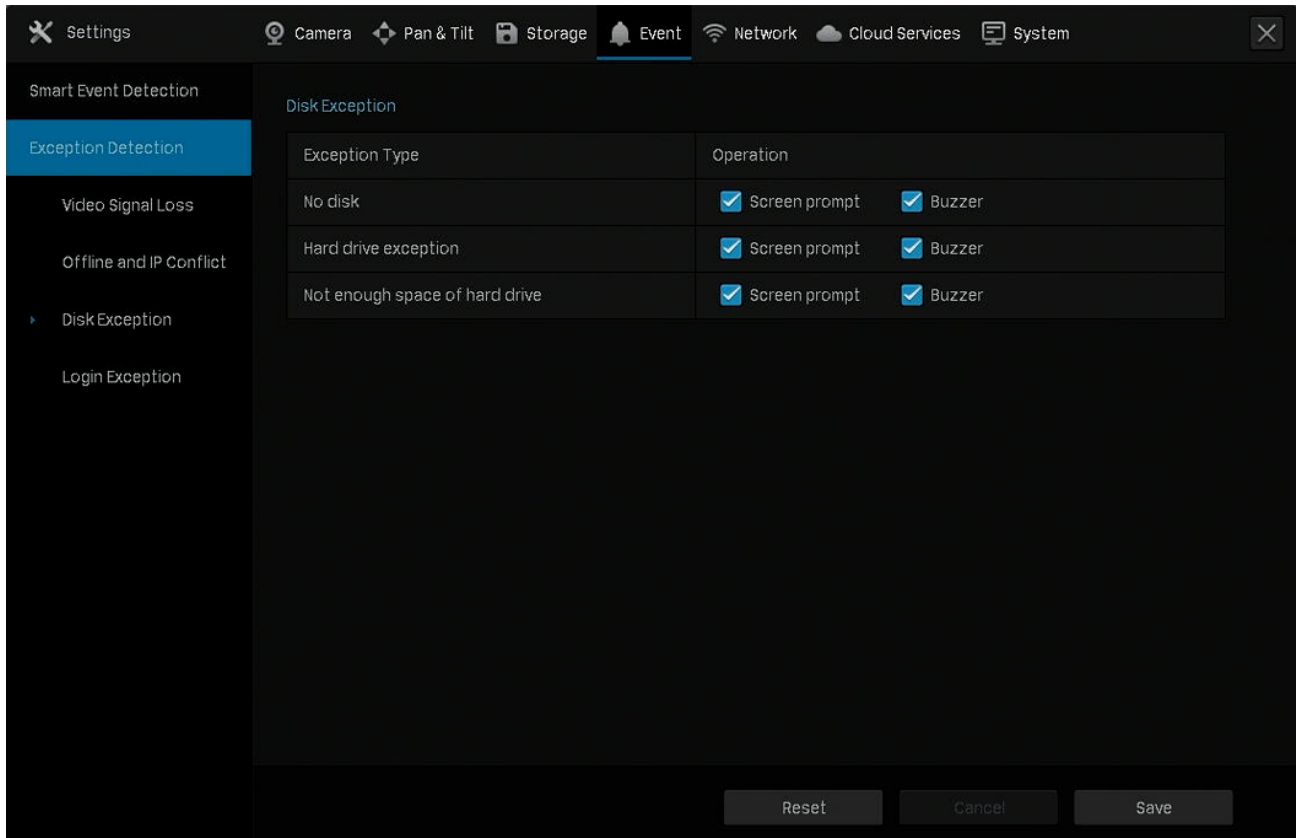 Settings Camera Pan & Tilt Storage Event Network Cloud Services System
Smart Event Detection
Exception Detection
Video Signal Loss
Offline and IP Conflict
Disk Exception
Login Exception
Disk Exception
Exception Type Operation
No disk Screen prompt Buzzer
Hard drive exception Screen prompt Buzzer
Not enough space of hard drive Screen prompt Buzzer
Reset Cancel Save